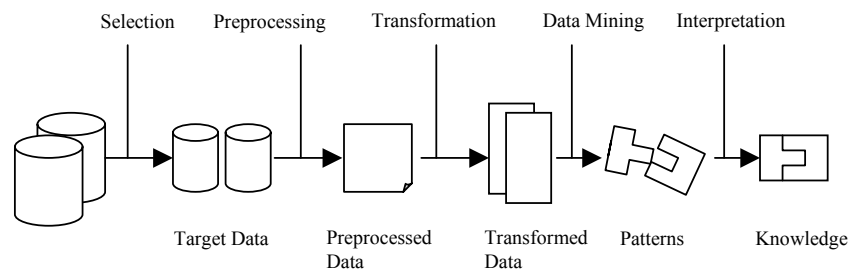 Selection
Preprocessing
Transformation
Data Mining
Interpretation
Target Data
Preprocessed
Data
Transformed
Data
Patterns
Knowledge